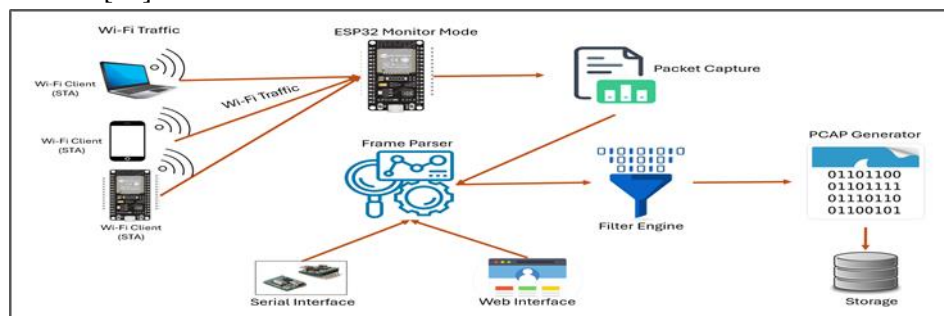 Wi-Fi Traffic
ESP32 Monitor Mode
Wi-Fi Client
(STA)
Wi-Fi Traffic
Packet Capture
Wi-Fi Client
(STA)
Frame Parser
PCAP Generator
01101100
01101111
01110110
01100101
Wi-Fi Client
(STA)
Filter Engine
Serial Interface
Web Interface
Storage